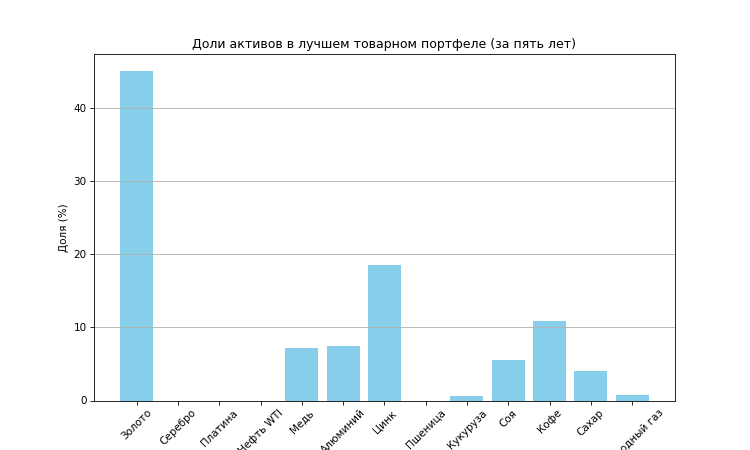 Доли активов в лучшем товарном портфеле (за пять лет)
Доля (%)
40
30
20
10
0
Золото
Серебро
Платина
Нефть WTI
Медь
Алюминий
Цинк
Пшеница
Кукуруза
Соя
Кофе
Сахар
одный газ